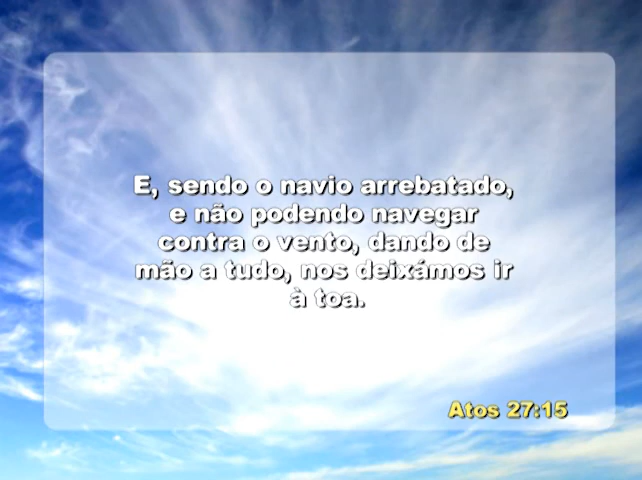 E, sendo o navio arrebatado,
e não podendo navegar
contra o vento, dando de
mão a tudo, nos deixámos ir
à toa.
Atos 27:15